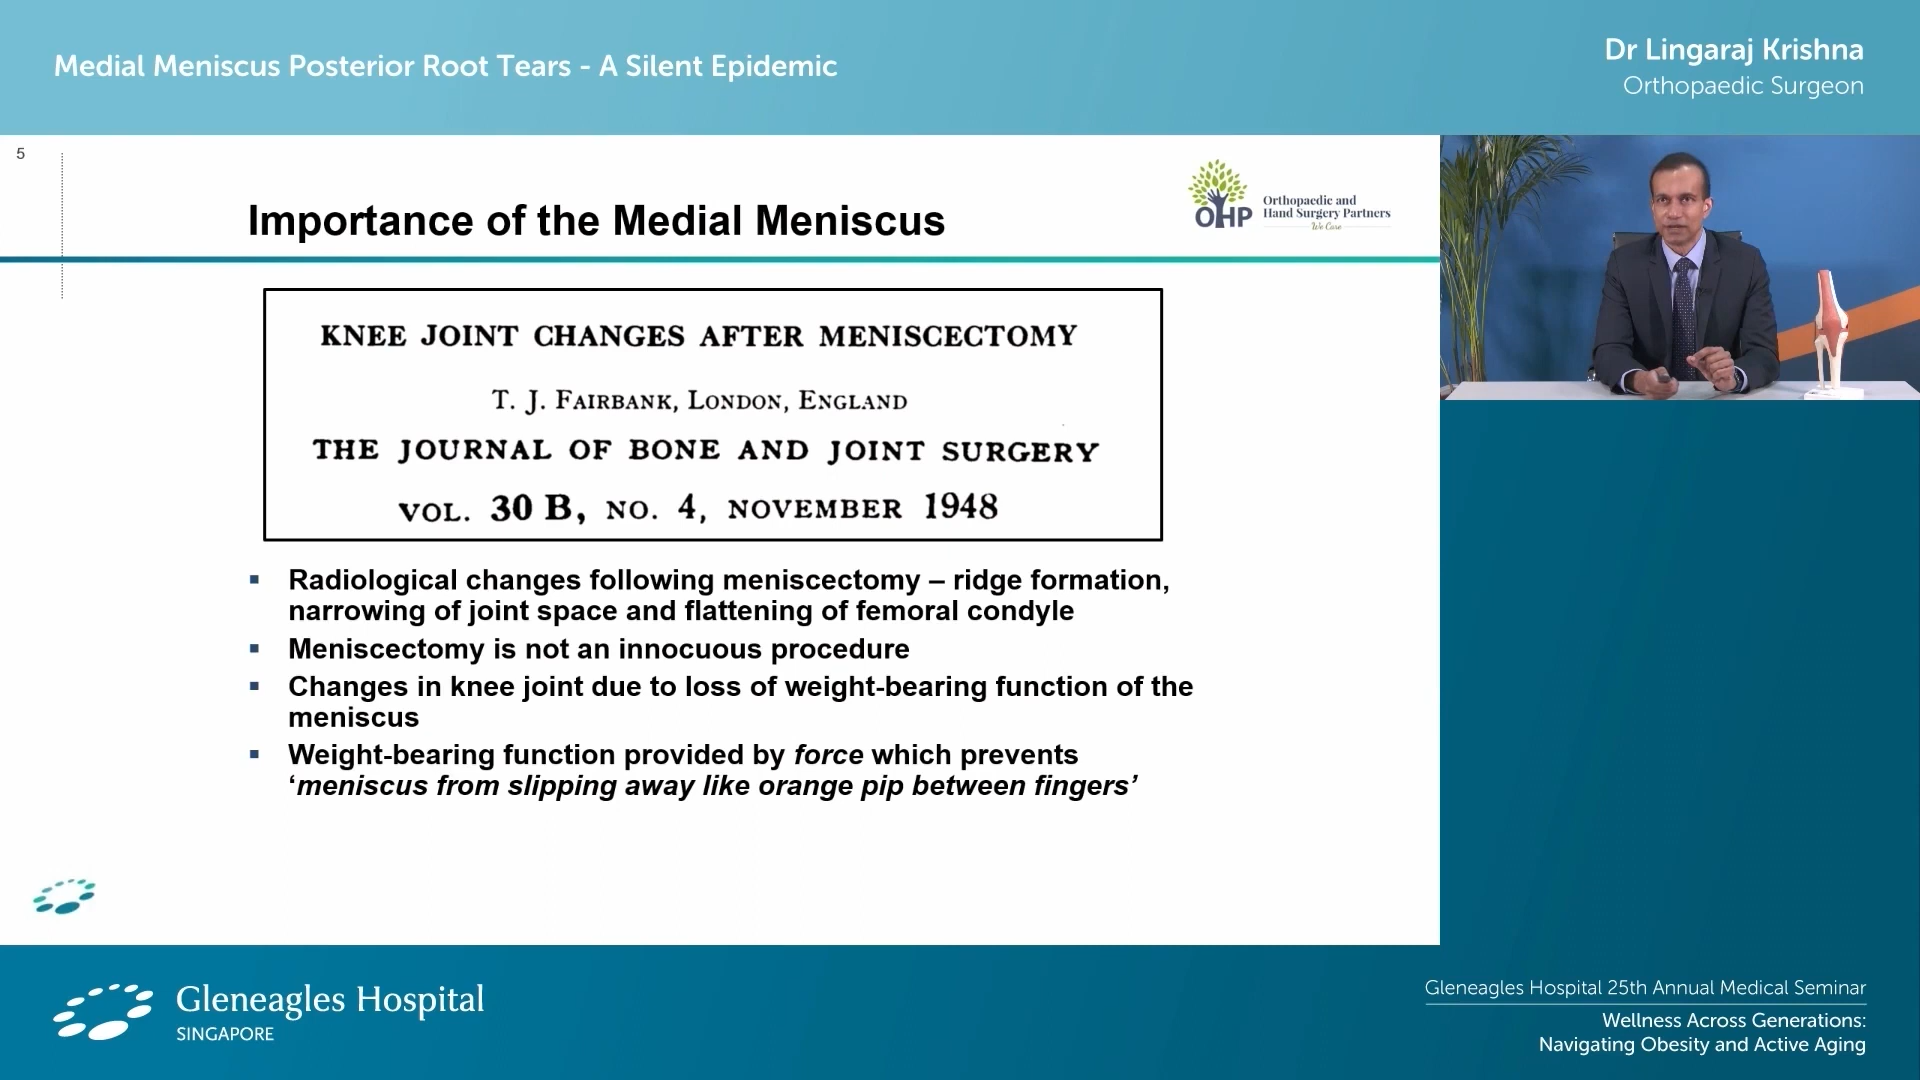 Medial Meniscus Posterior Root Tears - A Silent Epidemic
Dr Lingaraj Krishna
Orthopaedic Surgeon
5
Importance of the Medial Meniscus
OHP
Orthopaedic and
Hand Surgery Partners
We Care
KNEE JOINT CHANGES AFTER MENISCECTOMY
T. J. FAIRBANK, LONDON, ENGLAND
THE JOURNAL OF BONE AND JOINT SURGERY
VOL. 30 B, NO. 4, NOVEMBER 1948
▪ Radiological changes following meniscectomy – ridge formation,
narrowing of joint space and flattening of femoral condyle
▪ Meniscectomy is not an innocuous procedure
▪ Changes in knee joint due to loss of weight-bearing function of the
meniscus
▪ Weight-bearing function provided by force which prevents
‘meniscus from slipping away like orange pip between fingers’
Gleneagles Hospital
SINGAPORE
Gleneagles Hospital 25th Annual Medical Seminar
Wellness Across Generations:
Navigating Obesity and Active Aging